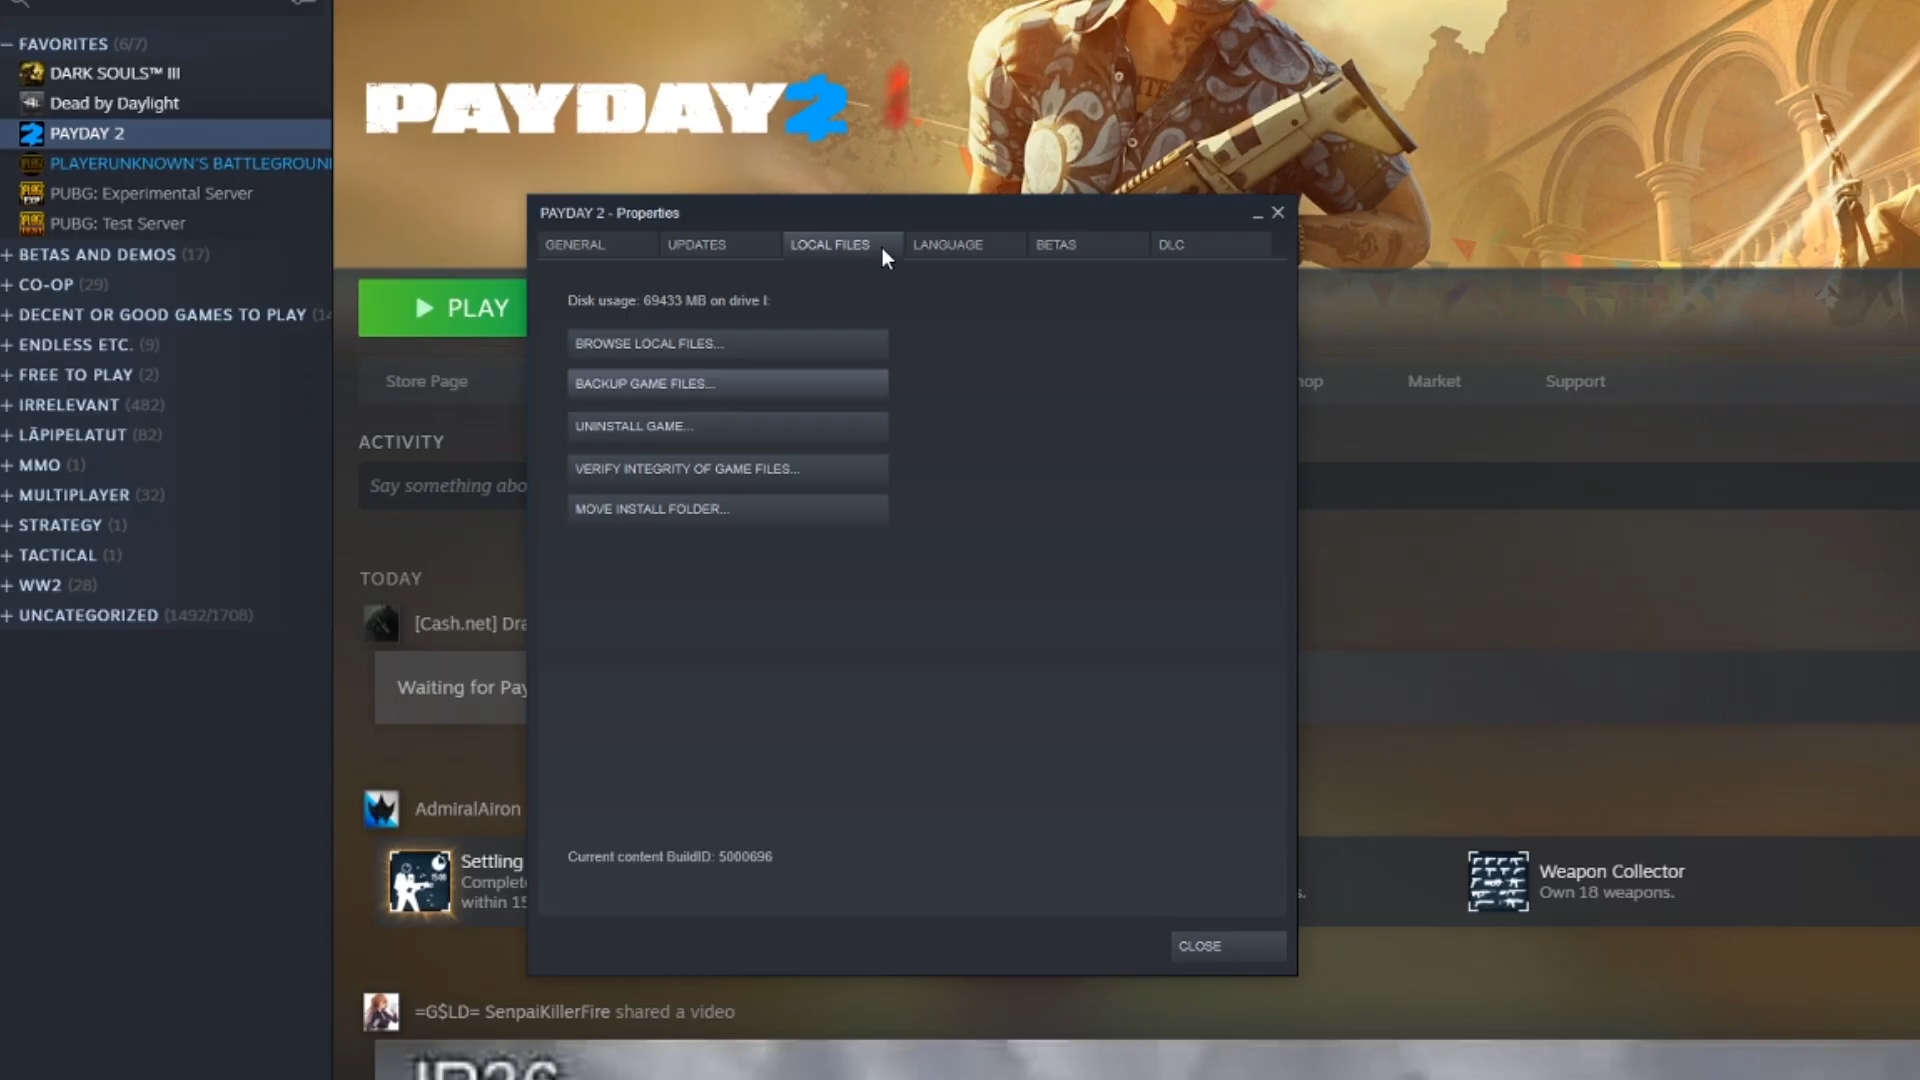 FAVORITES (6/7)
DARK SOULS™ III
Dead by Daylight
PAYDAY 2
PLAYERUNKNOWN'S BATTLEGROUN
PUBG: Experimental Server
PUBG: Test Server
BETAS AND DEMOS (17)
CO-OP (29)
DECENT OR GOOD GAMES TO PLAY
ENDLESS ETC. (9)
FREE TO PLAY (2)
IRRELEVANT (482)
LÄPIPELATUT (82)
MMO (1)
MULTIPLAYER (32)
STRATEGY (1)
TACTICAL (1)
WW2 (28)
UNCATEGORIZED (1492/1708)
PAYDAY 2
PLAY
Store Page
Market
Support
ACTIVITY
Say something abo
TODAY
[Cash.net] Dra
Waiting for Pay
AdmiralAiron
Settling
Complet
within 15
Weapon Collector
Own 18 weapons.
=G$LD= SenpaiKillerFire shared a video
PAYDAY 2 - Properties
GENERAL
UPDATES
LOCAL FILES
LANGUAGE
BETAS
DLC
Disk usage: 69433 MB on drive I:
BROWSE LOCAL FILES...
BACKUP GAME FILES...
UNINSTALL GAME...
VERIFY INTEGRITY OF GAME FILES...
MOVE INSTALL FOLDER...
Current content BuildID: 5000696
CLOSE